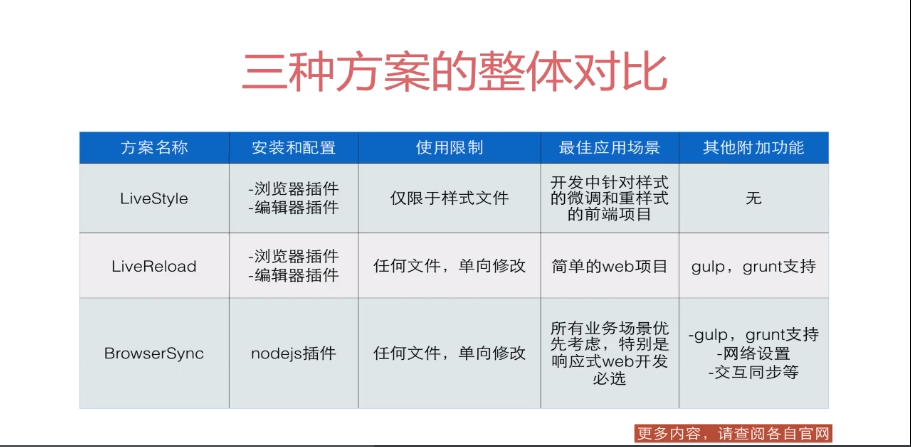 三种方案的整体对比
方案名称 安装和配置 使用限制 最佳应用场景 其他附加功能
LiveStyle
-浏览器插件
-编辑器插件
仅限于样式文件
开发中针对样式
的微调和重样式
的前端项目
无
LiveReload
-浏览器插件
-编辑器插件
任何文件，单向修改
简单的web项目
gulp，grunt支持
BrowserSync
nodejs插件
任何文件，单向修改
所有业务场景优
先考虑，特别是
响应式web开发
必选
-gulp，grunt支持
-网络设置
-交互同步等
更多内容，请查阅各自官网